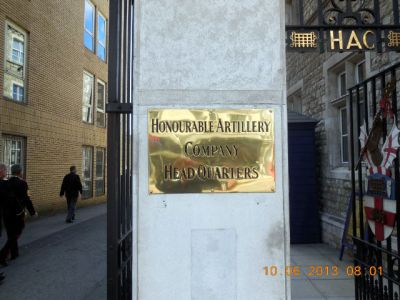 HAC
HONOURABLE ARTILLERY
COMPANY
HEAD QUARTERS
10.06.2013 08:01